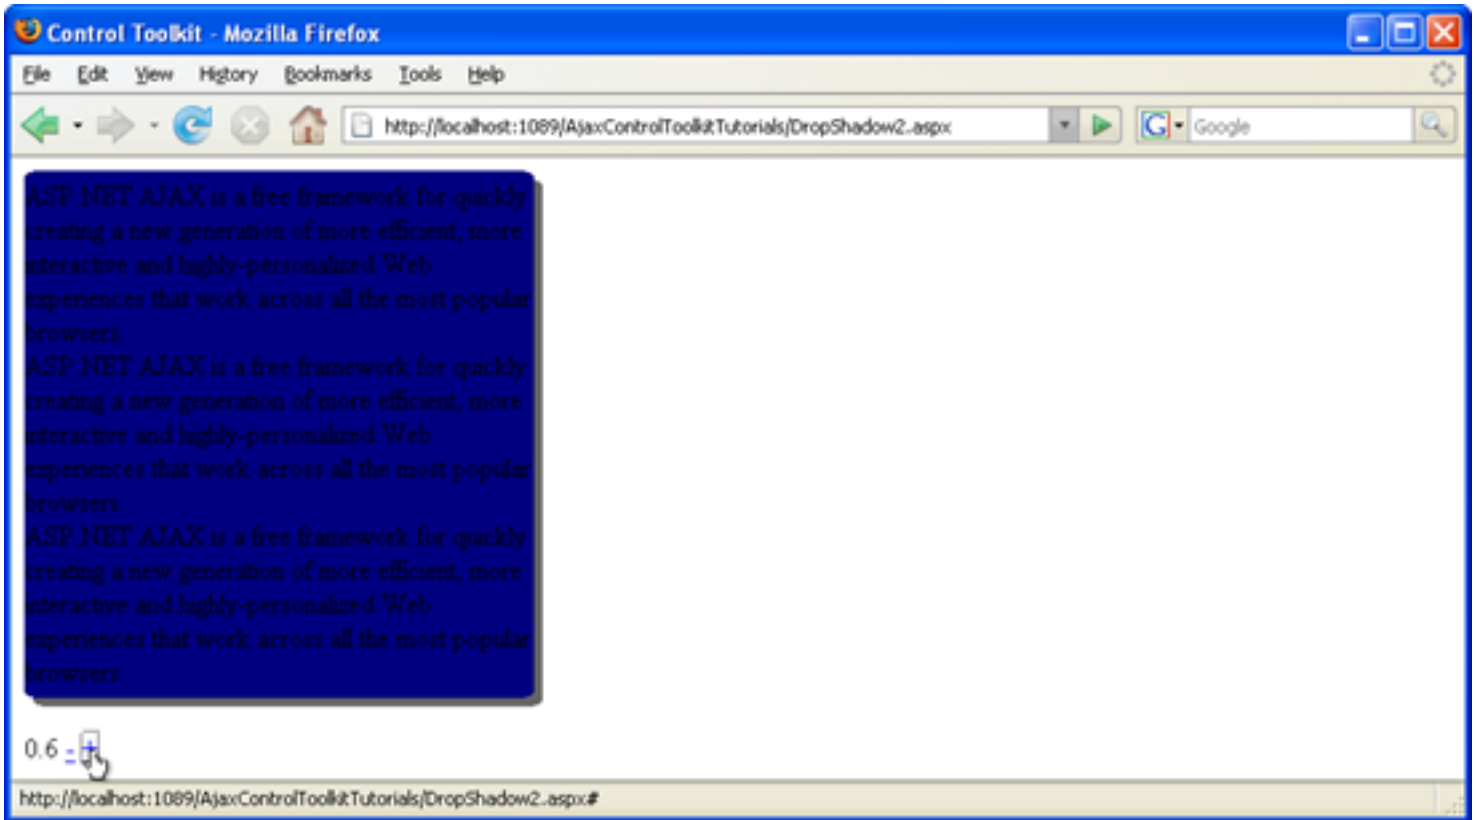 Control Toolkit - Mozilla Firefox
File Edit View History Bookmarks Tools Help
http://localhost:1089/AjaxControlToolkitTutorials/DropShadow2.aspx G Google
ASP.NET AJAX is a free framework for quickly
creating a new generation of more efficient, more
interactive and highly-personalized Web
experiences that work across all the most popular
browsers.
ASP.NET AJAX is a free framework for quickly
creating a new generation of more efficient, more
interactive and highly-personalized Web
experiences that work across all the most popular
browsers.
ASP.NET AJAX is a free framework for quickly
creating a new generation of more efficient, more
interactive and highly-personalized Web
experiences that work across all the most popular
browsers.
0.6 - +
http://localhost:1089/AjaxControlToolkitTutorials/DropShadow2.aspx#